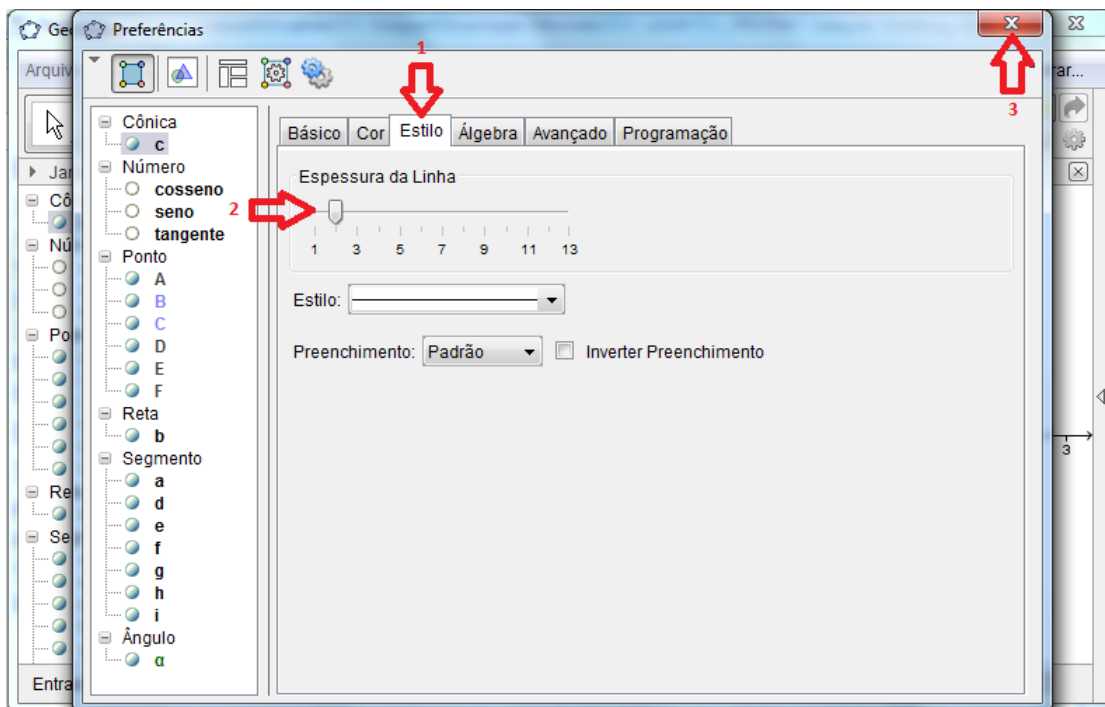 Geo
Preferências
1
Arquiv
rar...
3
Cônica
c
Número
cosseno
seno
tangente
Ponto
A
B
C
D
E
F
Reta
b
Segmento
a
d
e
f
g
h
i
Ângulo
α
Básico Cor Estilo Álgebra Avançado Programação
Espessura da Linha
2
1 3 5 7 9 11 13
Estilo:
Preenchimento: Padrão Inverter Preenchimento
Jar
Cô
Nú
Po
Re
Se
Entra
3